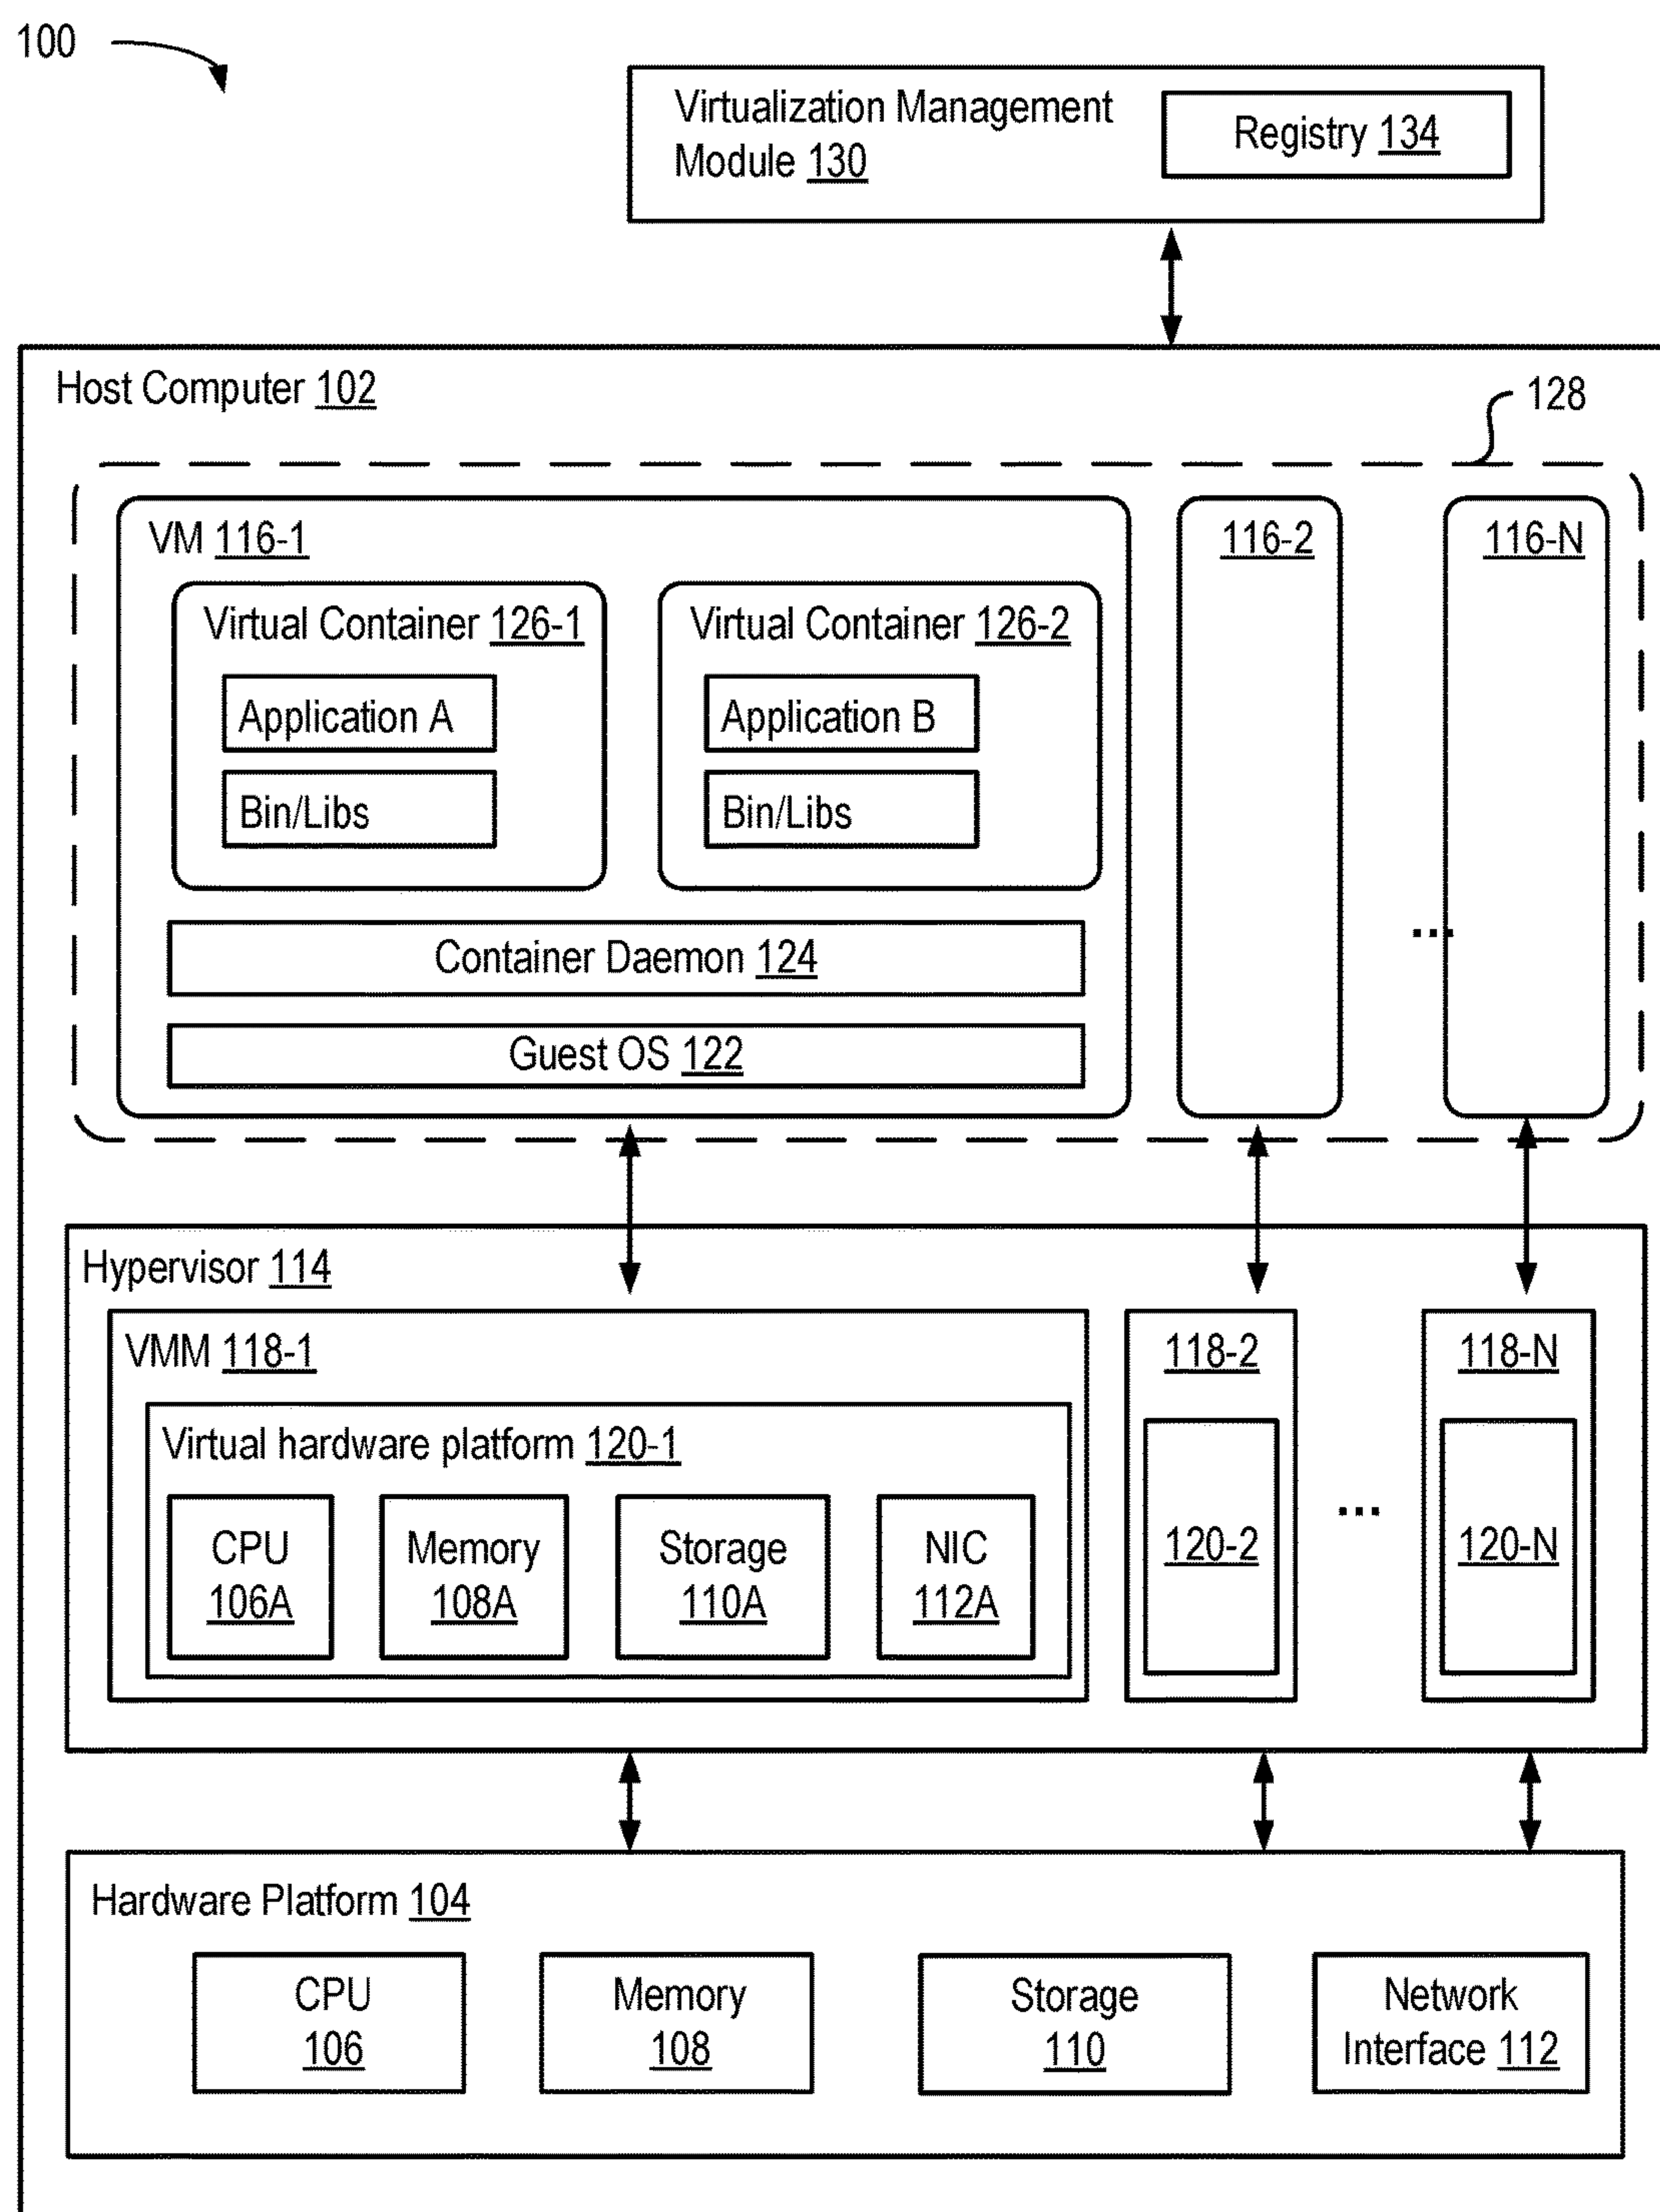 100
Virtualization Management
Module 130
Registry 134
Host Computer 102
128
VM 116-1
116-2
116-N
Virtual Container 126-1
Virtual Container 126-2
Application A
Application B
Bin/Libs
Bin/Libs
...
Container Daemon 124
Guest OS 122
Hypervisor 114
VMM 118-1
118-2
118-N
Virtual hardware platform 120-1
CPU
106A
Memory
108A
Storage
110A
NIC
112A
120-2
...
120-N
Hardware Platform 104
CPU
106
Memory
108
Storage
110
Network
Interface 112